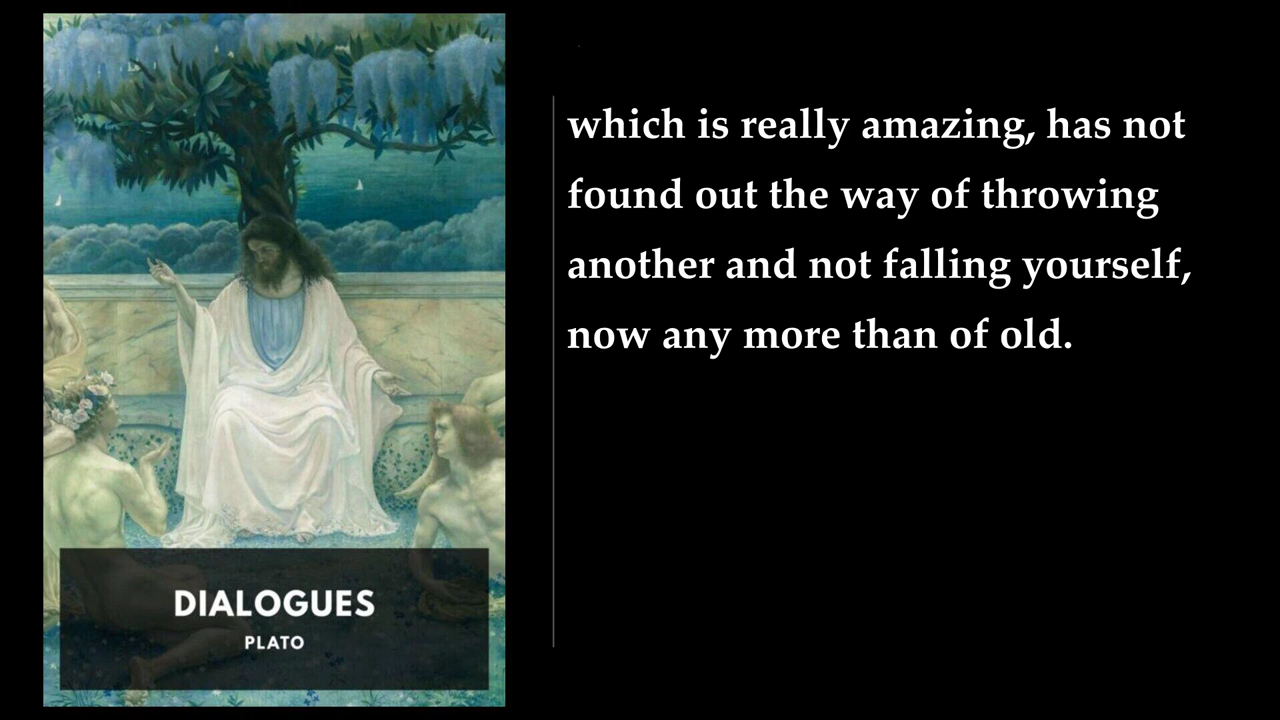 which is really amazing, has not
found out the way of throwing
another and not falling yourself,
now any more than of old.
DIALOGUES
PLATO